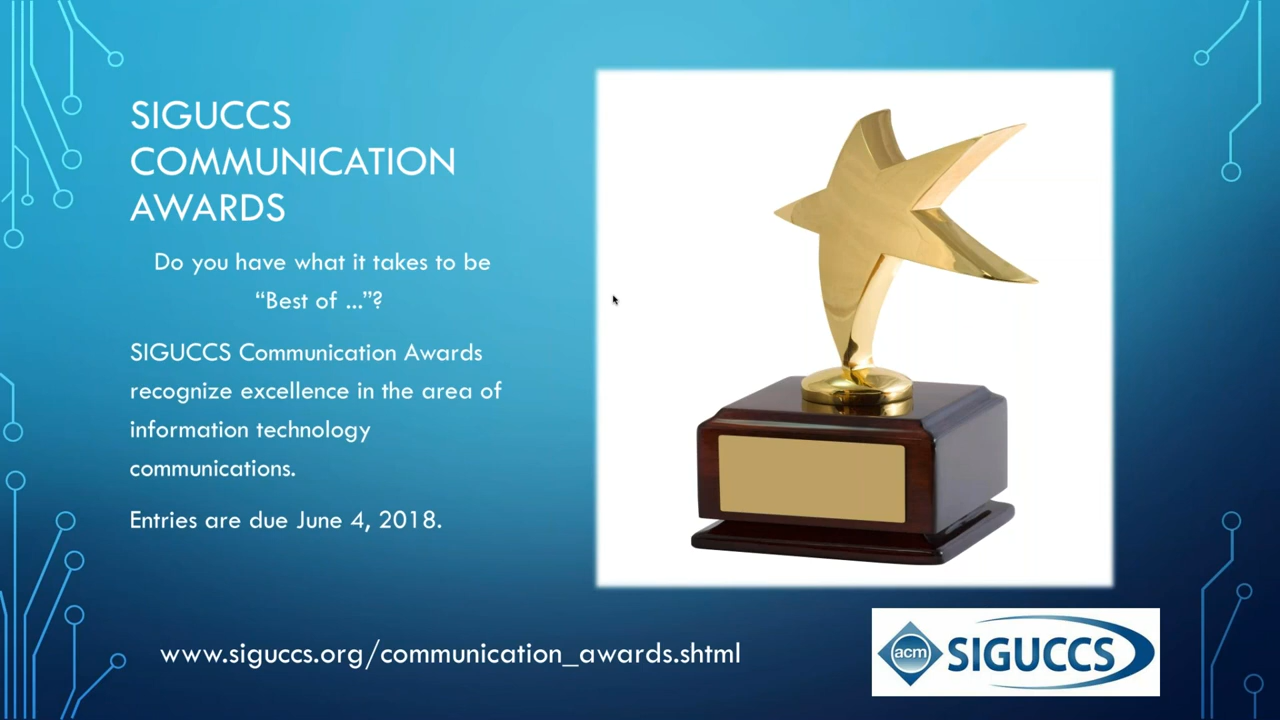 SIGUCCS
COMMUNICATION
AWARDS
Do you have what it takes to be
“Best of ...”?
SIGUCCS Communication Awards
recognize excellence in the area of
information technology
communications.
Entries are due June 4, 2018.
www.siguccs.org/communication_awards.shtml
acm SIGUCCS